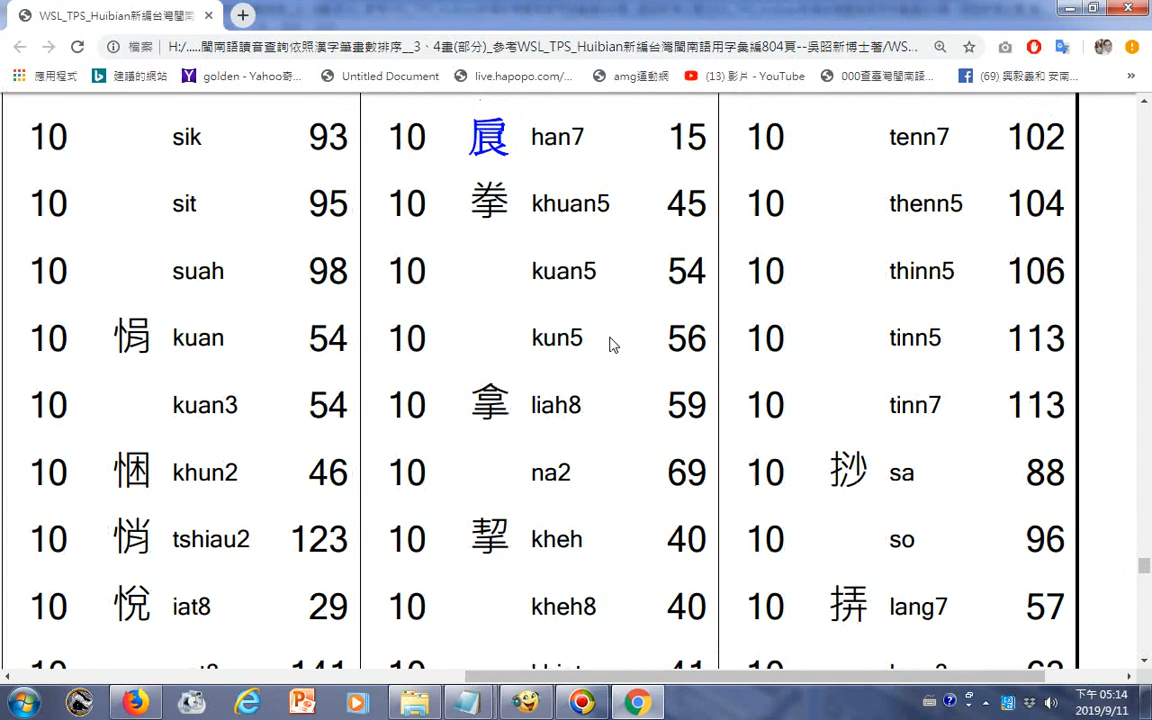 WSL_TPS_Huibian新編台灣閩南
檔案 H:/.....閩南語讀音查詢依照漢字筆畫數排序__3、4畫(部分)_參考WSL_TPS_Huibian新編台灣閩南語用字彙編804頁--吳昭新博士著/WS...
應用程式 建議的網站 golden - Yahoo奇... Untitled Document live.hapopo.com/... amg運動網 (13) 影片 - YouTube 000查臺灣閩南語... (69) 興毅義和 安南... »
10 sik 93 10 㞡 han7 15 10 tenn7 102
10 sit 95 10 拳 khuan5 45 10 thenn5 104
10 suah 98 10 kuan5 54 10 thinn5 106
10 悁 kuan 54 10 kun5 56 10 tinn5 113
10 kuan3 54 10 拿 liah8 59 10 tinn7 113
10 悃 khun2 46 10 na2 69 10 挱 sa 88
10 悄 tshiau2 123 10 挈 kheh 40 10 so 96
10 悅 iat8 29 10 kheh8 40 10 挵 lang7 57
下午 05:14
2019/9/11